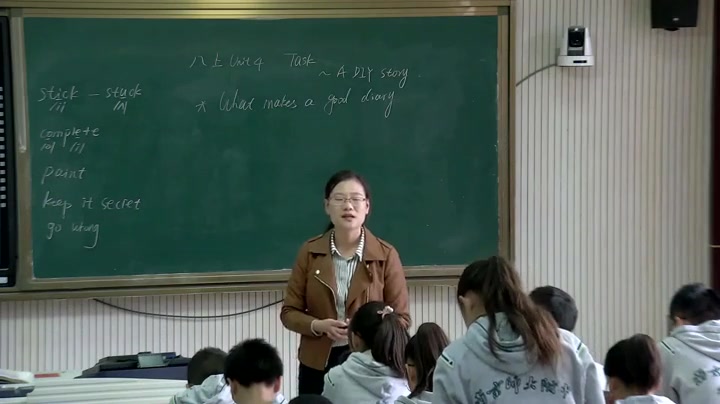 八上 Unit 4 Task
~ A DIY story.
* What makes a good diary
stick - stuck
/ɪ/ /ʌ/
complete
/ə/ /iː/
paint
keep it secret
go wrong